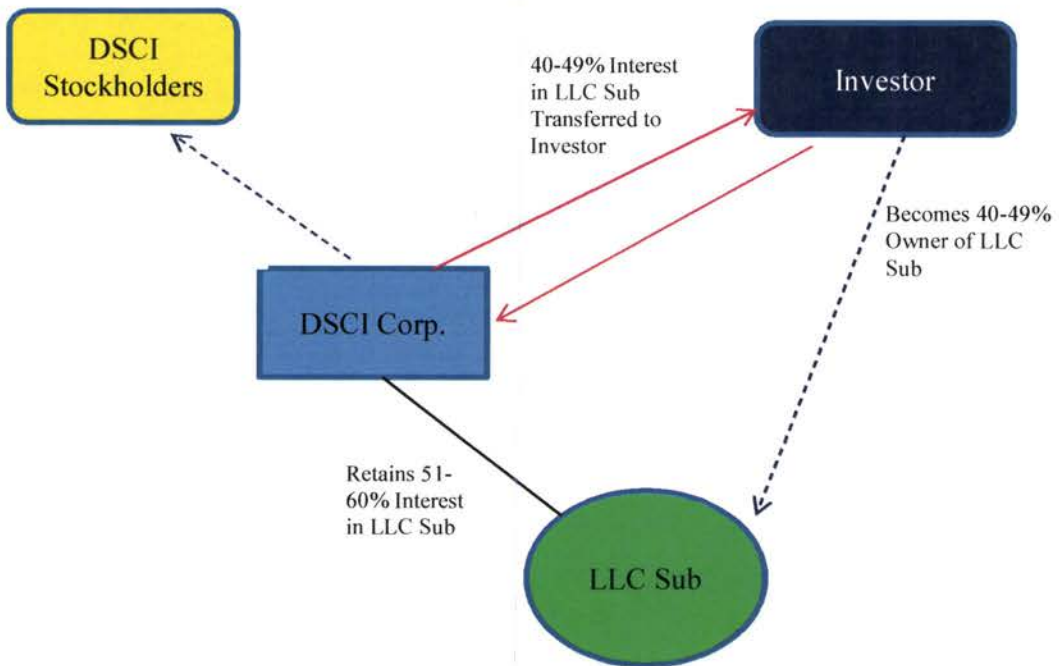 DSCI
Stockholders
40-49% Interest
in LLC Sub
Transferred to
Investor
Investor
Becomes 40-49%
Owner of LLC
Sub
DSCI Corp.
Retains 51-
60% Interest
in LLC Sub
LLC Sub